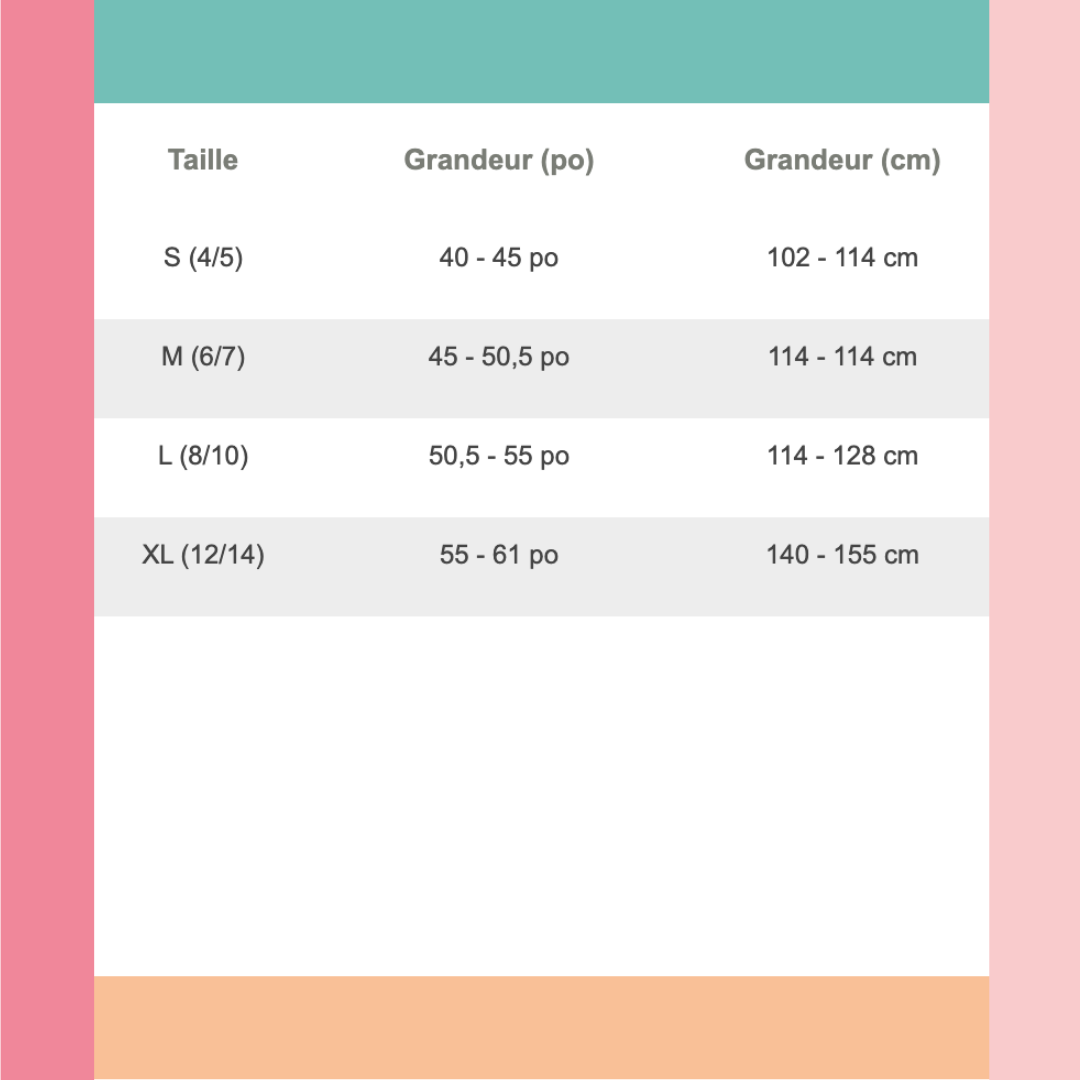 Taille Grandeur (po) Grandeur (cm)
S (4/5) 40 - 45 po 102 - 114 cm
M (6/7) 45 - 50,5 po 114 - 114 cm
L (8/10) 50,5 - 55 po 114 - 128 cm
XL (12/14) 55 - 61 po 140 - 155 cm